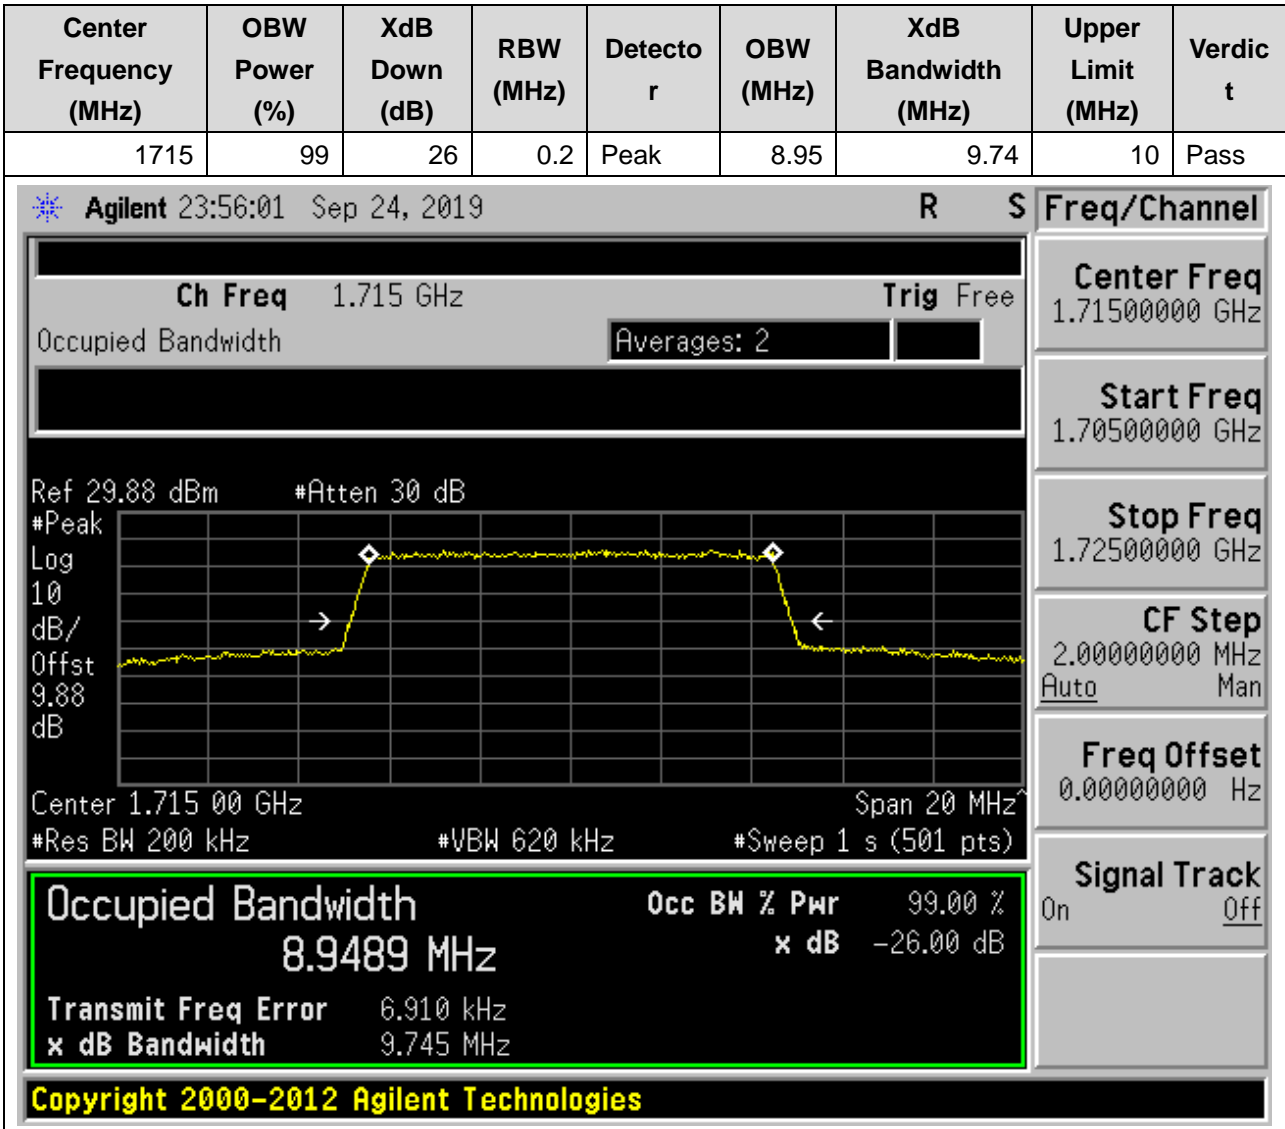 Center Frequency (MHz) OBW Power (%) XdB Down (dB) RBW (MHz) Detecto r OBW (MHz) XdB Bandwidth (MHz) Upper Limit (MHz) Verdic t
1715 99 26 0.2 Peak 8.95 9.74 10 Pass
Agilent 23:56:01 Sep 24, 2019 R S Freq/Channel
Ch Freq 1.715 GHz Trig Free
Occupied Bandwidth Averages: 2
Center Freq
1.71500000 GHz
Start Freq
1.70500000 GHz
Stop Freq
1.72500000 GHz
CF Step
2.00000000 MHz
Auto Man
Freq Offset
0.00000000 Hz
Signal Track
On Off
Ref 29.88 dBm #Atten 30 dB
#Peak
Log
10
dB/
Offst
9.88
dB
Center 1.715 00 GHz Span 20 MHz^
#Res BW 200 kHz #VBW 620 kHz #Sweep 1 s (501 pts)
Occupied Bandwidth Occ BW % Pwr 99.00 %
8.9489 MHz x dB -26.00 dB
Transmit Freq Error 6.910 kHz
x dB Bandwidth 9.745 MHz
Copyright 2000-2012 Agilent Technologies